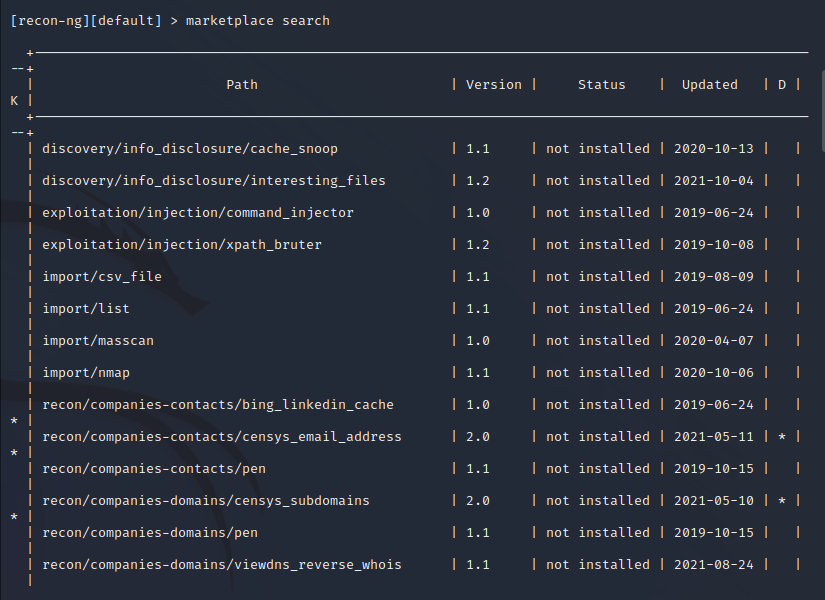 [recon-ng][default] > marketplace search
+---------------------------------------------------------------------------------------------------
--+
| Path | Version | Status | Updated | D |
K |
+---------------------------------------------------------------------------------------------------
--+
| discovery/info_disclosure/cache_snoop | 1.1 | not installed | 2020-10-13 | |
|
| discovery/info_disclosure/interesting_files | 1.2 | not installed | 2021-10-04 | |
|
| exploitation/injection/command_injector | 1.0 | not installed | 2019-06-24 | |
|
| exploitation/injection/xpath_bruter | 1.2 | not installed | 2019-10-08 | |
|
| import/csv_file | 1.1 | not installed | 2019-08-09 | |
|
| import/list | 1.1 | not installed | 2019-06-24 | |
|
| import/masscan | 1.0 | not installed | 2020-04-07 | |
|
| import/nmap | 1.1 | not installed | 2020-10-06 | |
|
| recon/companies-contacts/bing_linkedin_cache | 1.0 | not installed | 2019-06-24 | |
* |
| recon/companies-contacts/censys_email_address | 2.0 | not installed | 2021-05-11 | * |
* |
| recon/companies-contacts/pen | 1.1 | not installed | 2019-10-15 | |
|
| recon/companies-domains/censys_subdomains | 2.0 | not installed | 2021-05-10 | * |
* |
| recon/companies-domains/pen | 1.1 | not installed | 2019-10-15 | |
|
| recon/companies-domains/viewdns_reverse_whois | 1.1 | not installed | 2021-08-24 | |
|